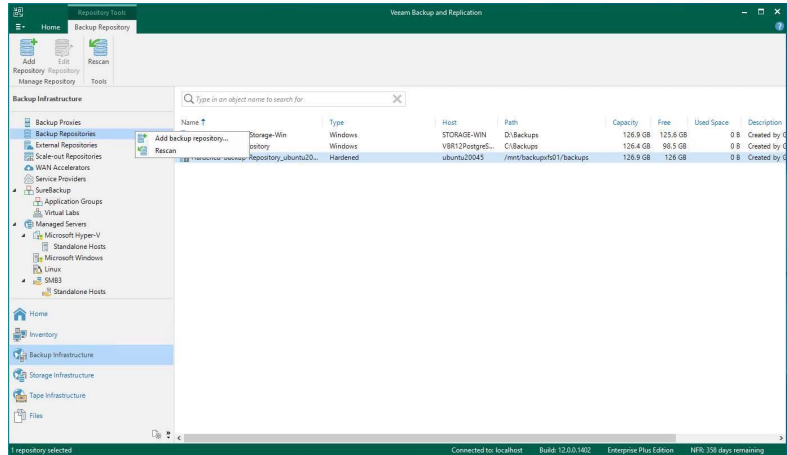 Repository Tools
Veeam Backup and Replication
Home Backup Repository
Add Repository
Edit Repository
Rescan
Manage Repository Tools
Backup Infrastructure
Type in an object name to search for
Backup Proxies
Backup Repositories
External Repositories
Scale-out Repositories
WAN Accelerators
Service Providers
SureBackup
Application Groups
Virtual Labs
Managed Servers
Microsoft Hyper-V
Standalone Hosts
Microsoft Windows
Linux
SMB3
Standalone Hosts
Add backup repository...
Rescan
Name Type Host Path Capacity Free Used Space Description
Storage-Win Windows STORAGE-WIN D:\Backups 126.9 GB 125.6 GB 0 B Created by
ository Windows VBR12PostgreS... C:\Backups 126.4 GB 98.5 GB 0 B Created by
Hardened-Backup-Repository_ubuntu20... Hardened ubuntu20045 /mnt/backupxfs01/backups 126.9 GB 126 GB 0 B Created by
Home
Inventory
Backup Infrastructure
Storage Infrastructure
Tape Infrastructure
Files
1 repository selected
Connected to: localhost Build: 12.0.0.1402 Enterprise Plus Edition NFR: 358 days remaining